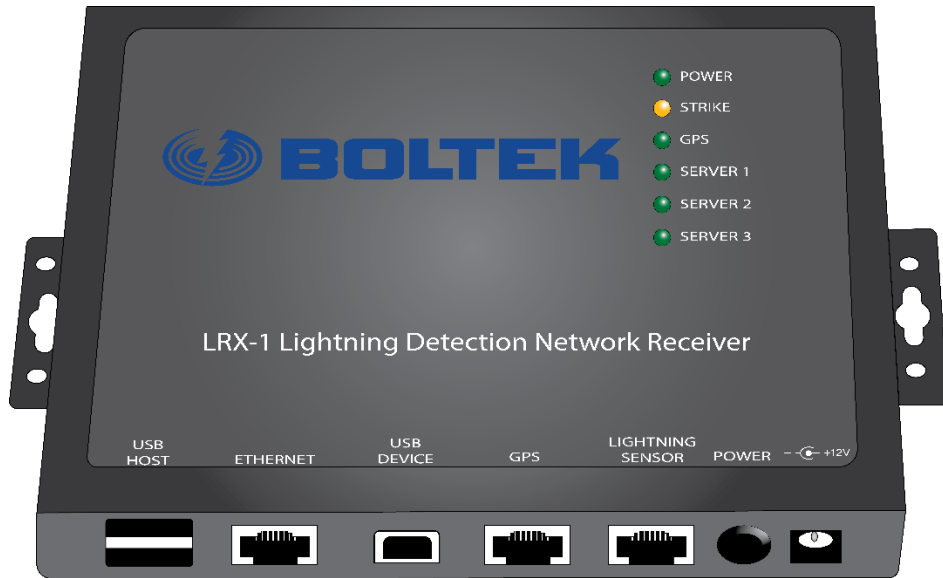 POWER
STRIKE
GPS
BOLTEK
SERVER 1
SERVER 2
SERVER 3
LRX-1 Lightning Detection Network Receiver
USB
HOST
ETHERNET
USB
DEVICE
GPS
LIGHTNING
SENSOR
POWER
+12V